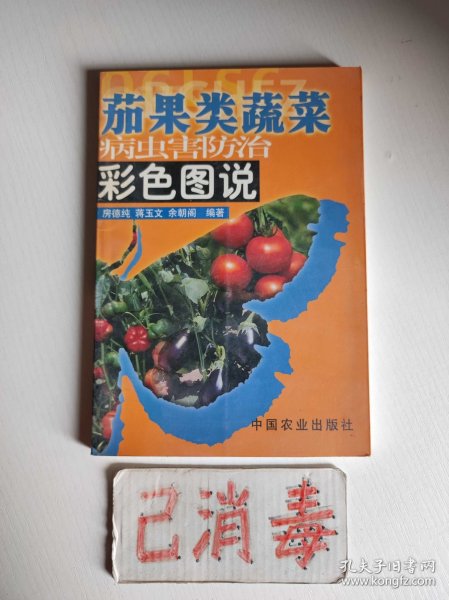 茄果类蔬菜
病虫害防治
彩色图说
房德纯 蒋玉文 余朝阁 编著
中国农业出版社
已消毒
孔夫子旧书网
www.kongfz.com